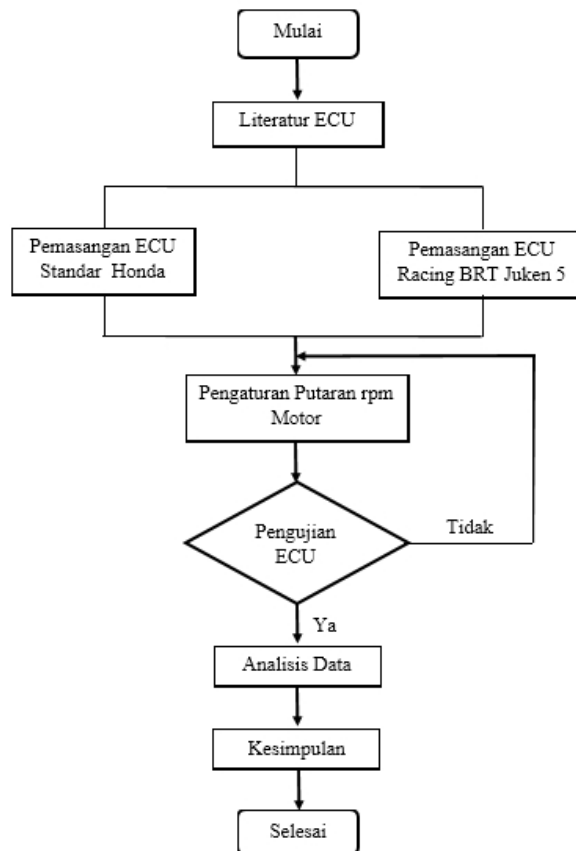 Mulai
Literatur ECU
Pemasangan ECU
Standar Honda
Pemasangan ECU
Racing BRT Juken 5
Pengaturan Putaran rpm
Motor
Pengujian
ECU
Tidak
Ya
Analisis Data
Kesimpulan
Selesai